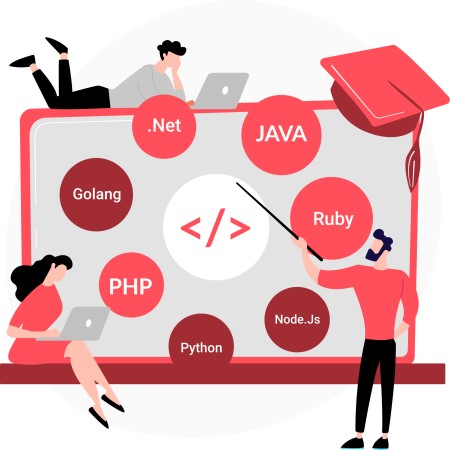 .Net
JAVA
Golang
Ruby
</>
PHP
Node.Js
Python